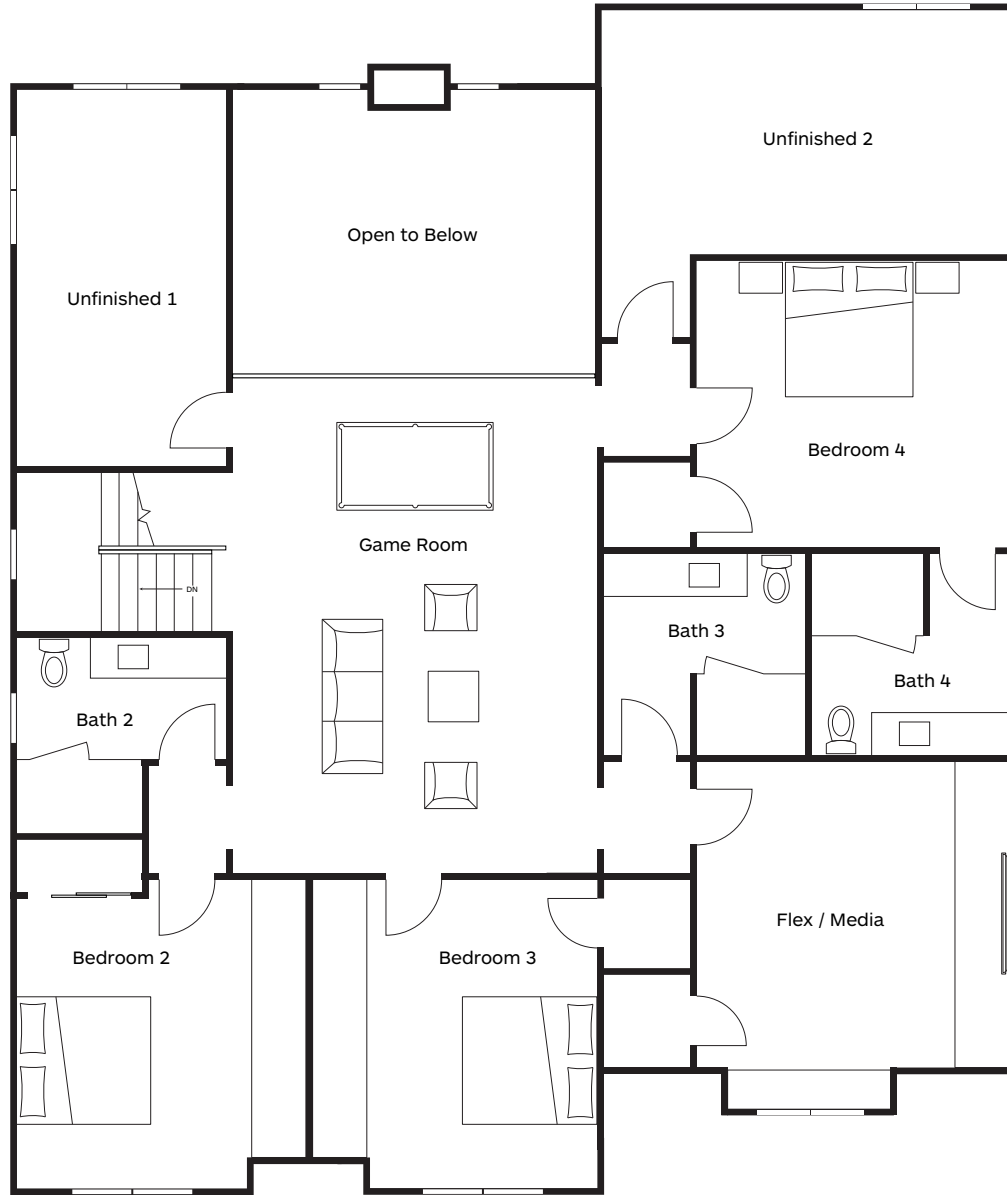 Unfinished 2
Open to Below
Unfinished 1
Bedroom 4
Game Room
DN
Bath 3
Bath 4
Bath 2
Flex / Media
Bedroom 2
Bedroom 3